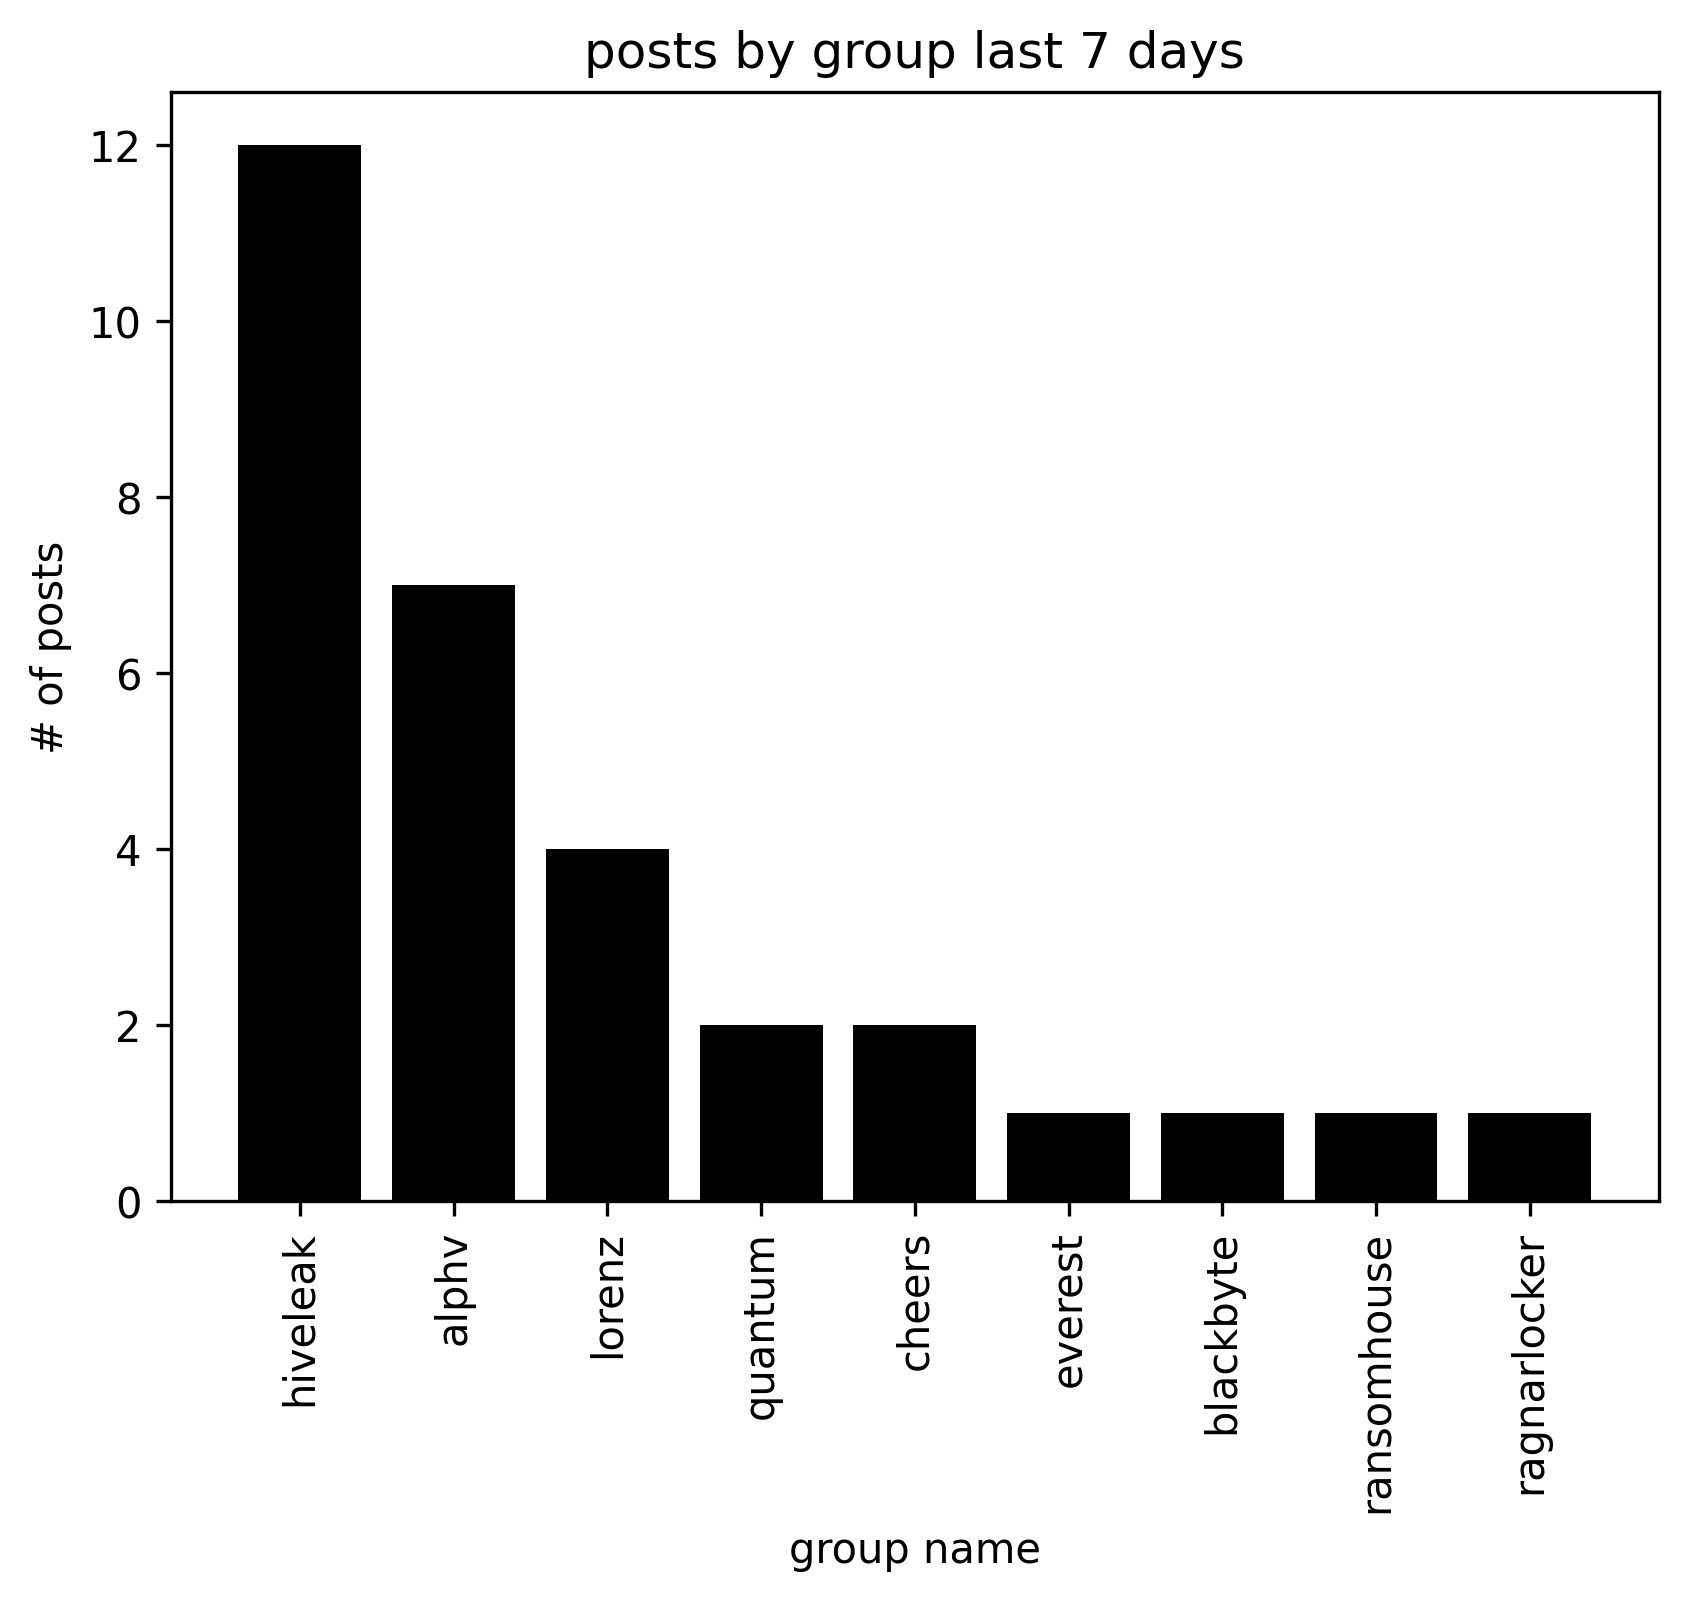 posts by group last 7 days
# of posts
12
10
8
6
4
2
0
hiveleak
alphv
lorenz
quantum
cheers
everest
blackbyte
ransomhouse
ragnarlocker
group name